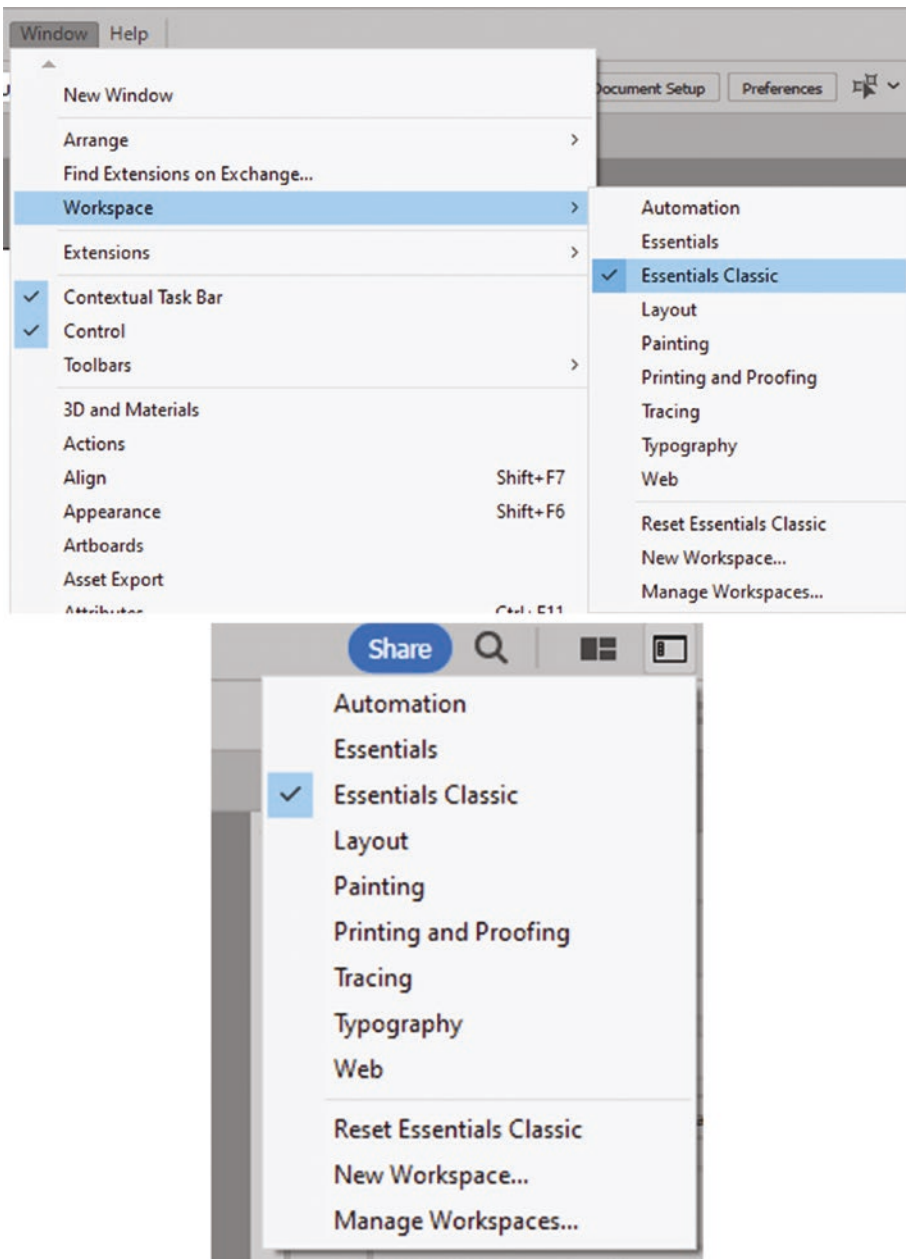 Window Help
Document Setup Preferences
New Window
Arrange
Find Extensions on Exchange...
Workspace
Extensions
Contextual Task Bar
Control
Toolbars
3D and Materials
Actions
Align Shift+F7
Appearance Shift+F6
Artboards
Asset Export
Attributes Ctrl+F11
Automation
Essentials
Essentials Classic
Layout
Painting
Printing and Proofing
Tracing
Typography
Web
Reset Essentials Classic
New Workspace...
Manage Workspaces...
Share
Automation
Essentials
Essentials Classic
Layout
Painting
Printing and Proofing
Tracing
Typography
Web
Reset Essentials Classic
New Workspace...
Manage Workspaces...